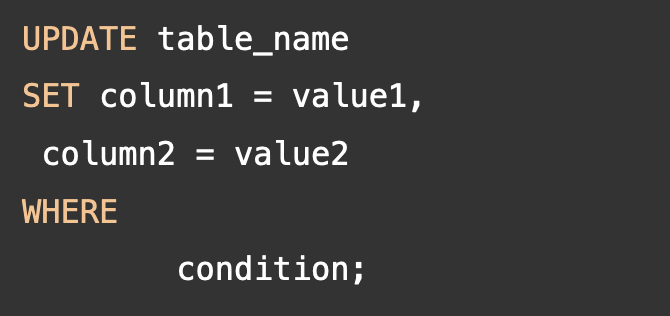 UPDATE table_name
SET column1 = value1,
column2 = value2
WHERE
condition;